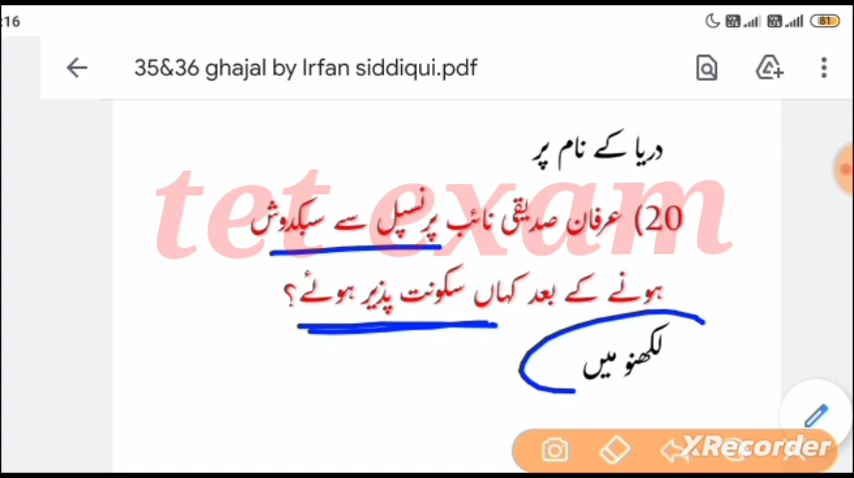 :16
81
35&36 ghajal by Irfan siddiqui.pdf
دریا کے نام پر
tet exam
20) عرفان صدیقی نائب پرنسپل سے سبکدوش
ہونے کے بعد کہاں سکونت پذیر ہوئے؟
لکھنو میں
XRecorder